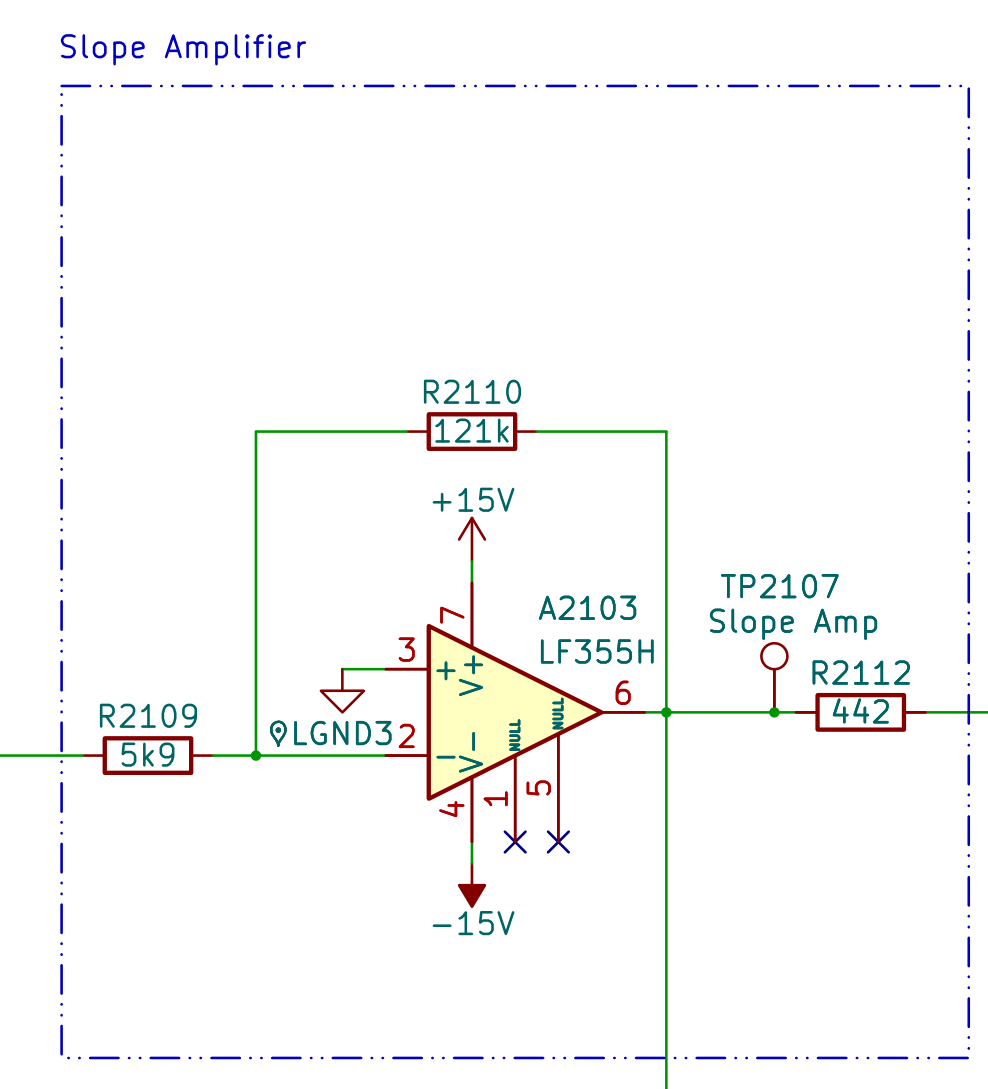 Slope Amplifier
R2110
121k
+15V
7
A2103
LF355H
3
+
V+
6
TP2107
Slope Amp
R2112
442
R2109
5k9
LGND3
2
−
V−
NULL
NULL
4
1
5
−15V